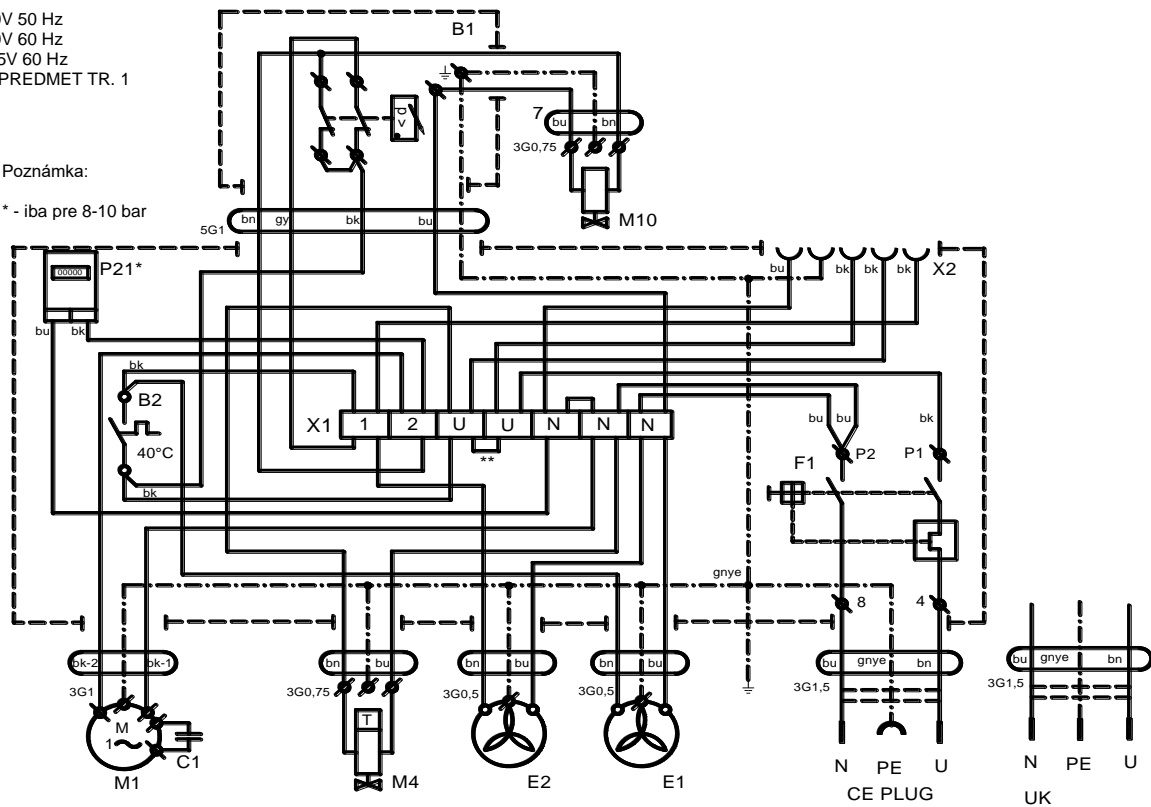 0V 50 Hz
0V 60 Hz
5V 60 Hz
PREDMET TR. 1
B1
p
<
7
bu
bn
3G0,75
Poznámka:
* - iba pre 8-10 bar
M10
bn
gy
bk
bu
5G1
P21*
00000
bu
bk
bu
bk
bk
bk
X2
bk
B2
40°C
bk
X1
1
2
U
U
N
N
N
**
bu
bu
bk
F1
P2
P1
gnye
8
4
bk-2
bk-1
3G1
bn
bu
3G0,75
bn
bu
3G0,5
bn
bu
3G0,5
bu
gnye
bn
3G1,5
bu
gnye
bn
3G1,5
M
1
T
M1
C1
M4
E2
E1
N
PE
U
CE PLUG
N
PE
U
UK